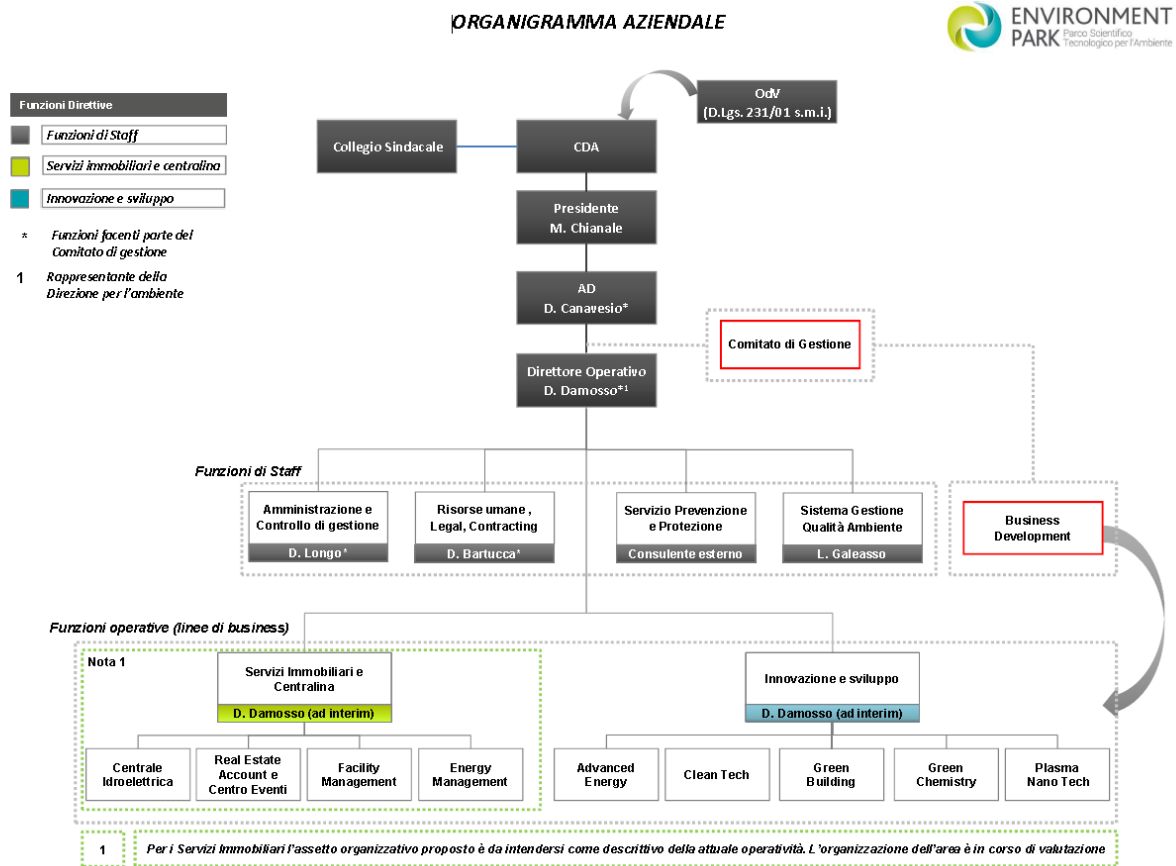 ORGANIGRAMMA AZIENDALE
ENVIRONMENT
PARK Parco Scientifico
Tecnologico per l'Ambiente
Funzioni Direttive
Funzioni di Staff
Servizi immobiliari e centralina
Innovazione e sviluppo
* Funzioni facenti parte del
Comitato di gestione
1 Rappresentante della
Direzione per l'ambiente
OdV
(D.Lgs. 231/01 s.m.i.)
Collegio Sindacale
CDA
Presidente
M. Chianale
AD
D. Canavesio*
Comitato di Gestione
Direttore Operativo
D. Damosso*1
Funzioni di Staff
Amministrazione e
Controllo di gestione
D. Longo*
Risorse umane ,
Legal, Contracting
D. Bartucca*
Servizio Prevenzione
e Protezione
Consulente esterno
Sistema Gestione
Qualità Ambiente
L. Galeasso
Business
Development
Funzioni operative (linee di business)
Nota 1
Servizi Immobiliari e
Centralina
D. Damosso (ad interim)
Innovazione e sviluppo
D. Damosso (ad interim)
Centrale
Idroelettrica
Real Estate
Account e
Centro Eventi
Facility
Management
Energy
Management
Advanced
Energy
Clean Tech
Green
Building
Green
Chemistry
Plasma
Nano Tech
1 Per i Servizi Immobiliari l'assetto organizzativo proposto è da intendersi come descrittivo della attuale operatività. L'organizzazione dell'area è in corso di valutazione